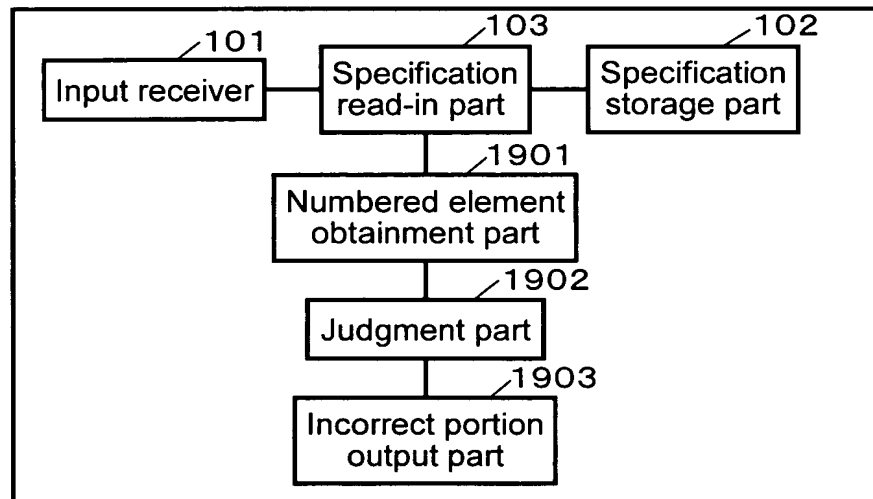 101
103
102
Input receiver
Specification
read-in part
Specification
storage part
1901
Numbered element
obtainment part
1902
Judgment part
1903
Incorrect portion
output part